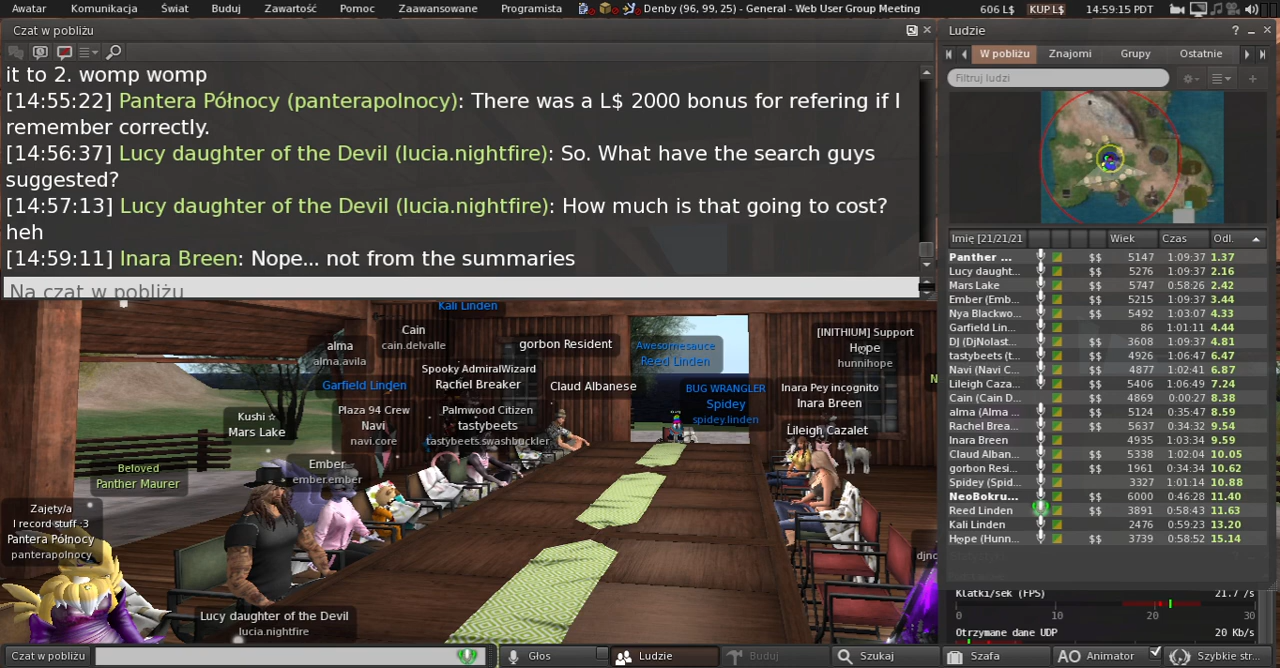 Awatar Komunikacja Świat Buduj Zawartość Pomoc Zaawansowane Programista Denby (96, 99, 25) - General - Web User Group Meeting 606 L$ KUP L$ 14:59:15 PDT
Czat w pobliżu
it to 2. womp womp
[14:55:22] Pantera Północy (panterapolnocy): There was a L$ 2000 bonus for refering if I
remember correctly.
[14:56:37] Lucy daughter of the Devil (lucia.nightfire): So. What have the search guys
suggested?
[14:57:13] Lucy daughter of the Devil (lucia.nightfire): How much is that going to cost?
heh
[14:59:11] Inara Breen: Nope... not from the summaries
Na czat w pobliżu
Ludzie
W pobliżu Znajomi Grupy Ostatnie
Filtruj ludzi
Imię [21/21/21 Wiek Czas Odl.
Panther ... 5147 1:09:37 1.37
Lucy daught... $$ 5276 1:09:37 2.16
Mars Lake $$ 5747 0:58:26 2.42
Ember (Emb... $$ 5215 1:09:37 3.44
Nya Blackwo... $$ 5492 1:03:07 4.33
Garfield Lin... 86 1:01:11 4.44
DJ (DjNolast... $$ 3608 1:09:37 4.81
tastybeets (t... $$ 4926 1:06:47 6.47
Navi (Navi C... $$ 4877 1:02:41 6.87
Lileigh Caza... $$ 5406 1:06:49 7.24
Cain (Cain D... $$ 4869 0:00:27 8.38
alma (Alma ... $$ 5124 0:35:47 8.59
Rachel Brea... $$ 5637 0:34:32 9.54
Inara Breen 4935 1:03:34 9.59
Claud Alban... $$ 5338 1:02:04 10.05
gorbon Resi... $$ 1961 0:34:34 10.62
Spidey (Spid... $$ 3327 1:01:14 10.88
NeoBokru... $$ 6000 0:46:28 11.40
Reed Linden $$ 3891 0:58:43 11.63
Kali Linden 2476 0:59:23 13.20
Hope (Hunn... $$ 3739 0:58:52 15.14
Klatki/sek (FPS) 21.7 /s
0 10 20 30
Otrzymane dane UDP 20 Kb/s
Kali Linden
Cain
cain.delvalle
alma
alma.avila
gorbon Resident
Awesomesauce
Reed Linden
[INITHIUM] Support
Hope
hunnihope
Spooky AdmiralWizard
Rachel Breaker
Garfield Linden
Claud Albanese
BUG WRANGLER
Spidey
spidey.linden
Inara Pey incognito
Inara Breen
N
Kushi ☆
Mars Lake
Plaza 94 Crew
Navi
navi.core
Palmwood Citizen
tastybeets
tastybeets.swashbuckler
Lileigh Cazalet
Beloved
Panther Maurer
Ember
ember.ember
Zajęty/a
I record stuff :3
Pantera Północy
panterapolnocy
djnc
Lucy daughter of the Devil
lucia.nightfire
Czat w pobliżu Głos Ludzie Buduj Szukaj Szafa AO Animator Szybkie str...